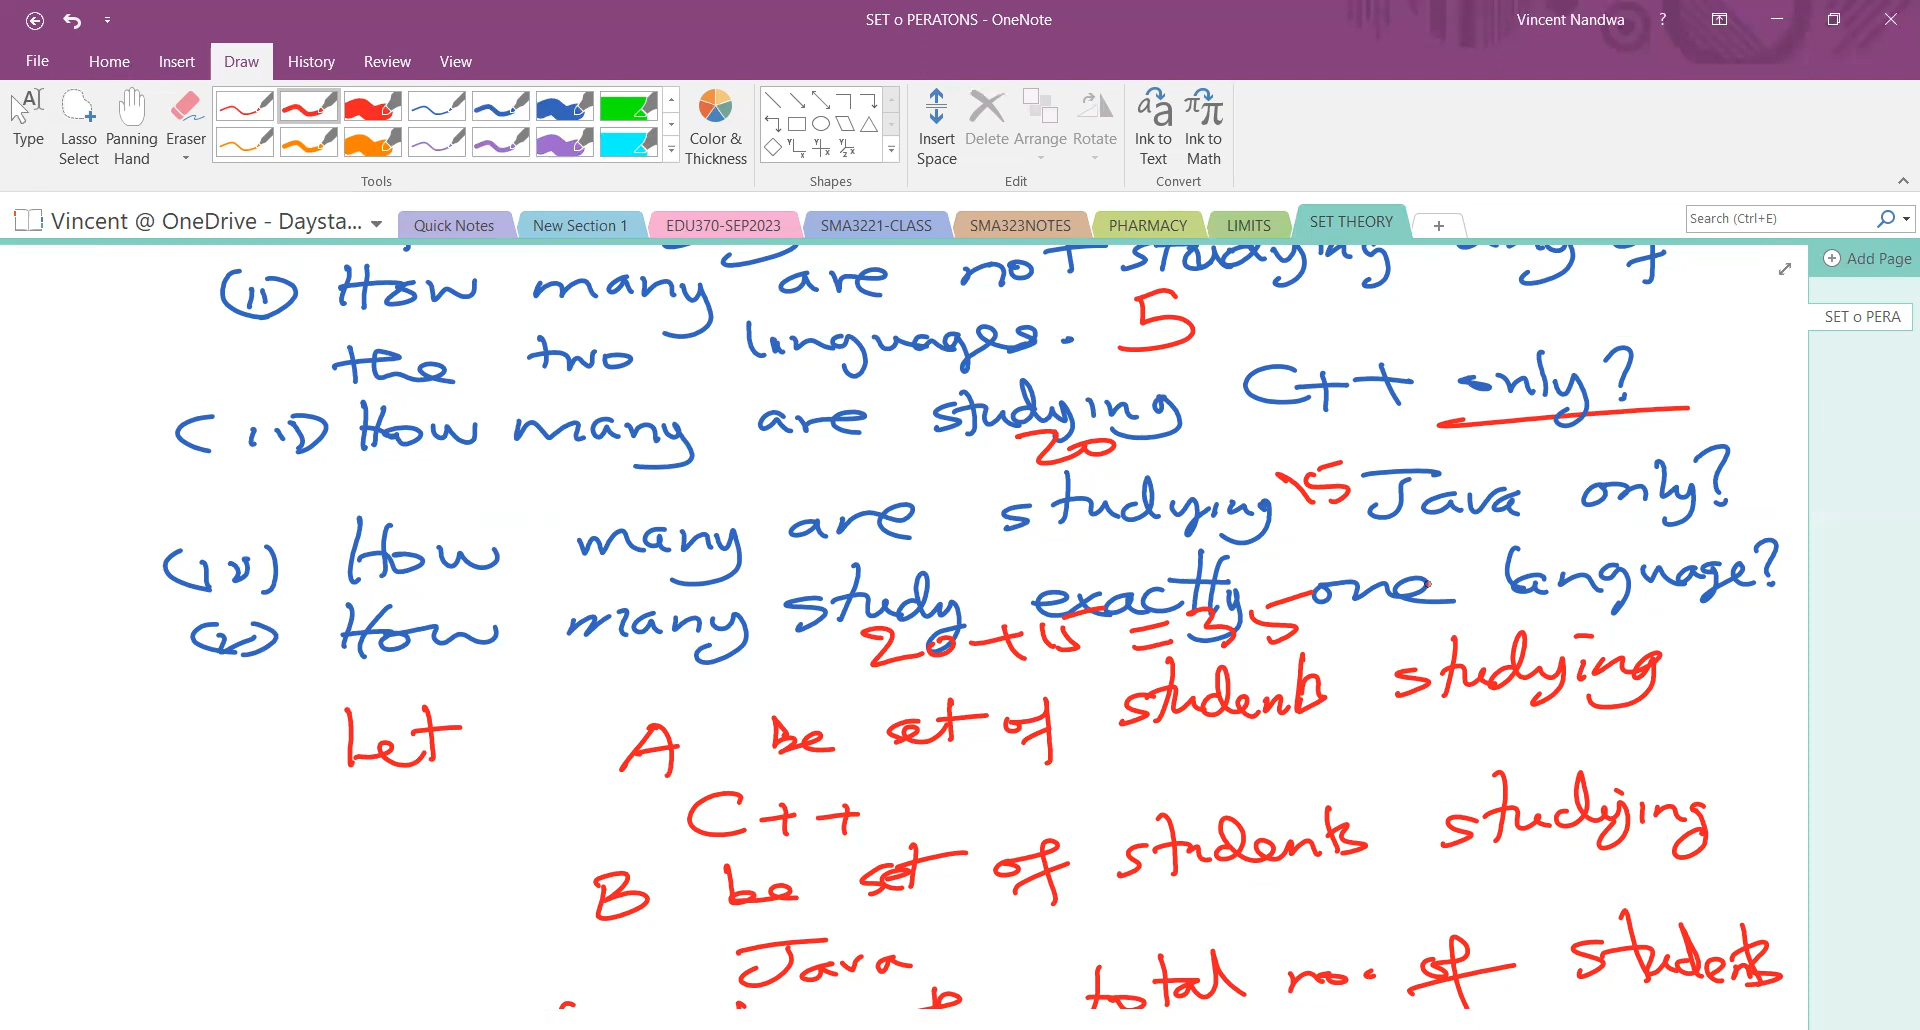 SET o PERATONS - OneNote
Vincent Nandwa ?
File Home Insert Draw History Review View
Type
Lasso Select
Panning Hand
Eraser
Color & Thickness
Insert Space
Delete
Arrange
Rotate
Ink to Text
Ink to Math
Tools Shapes Edit Convert
Vincent @ OneDrive - Daysta...
Quick Notes New Section 1 EDU370-SEP2023 SMA3221-CLASS SMA323NOTES PHARMACY LIMITS SET THEORY +
Search (Ctrl+E)
Add Page
SET o PERA
(ii) How many are not studying any of
the two languages. 5
(iii) How many are studying C++ only?
20
(iv) How many are studying 15 Java only?
(v) How many study exactly one language?
20 + 15 = 35
Let A be set of students studying
C++
B be set of students studying
Java
total no. of students